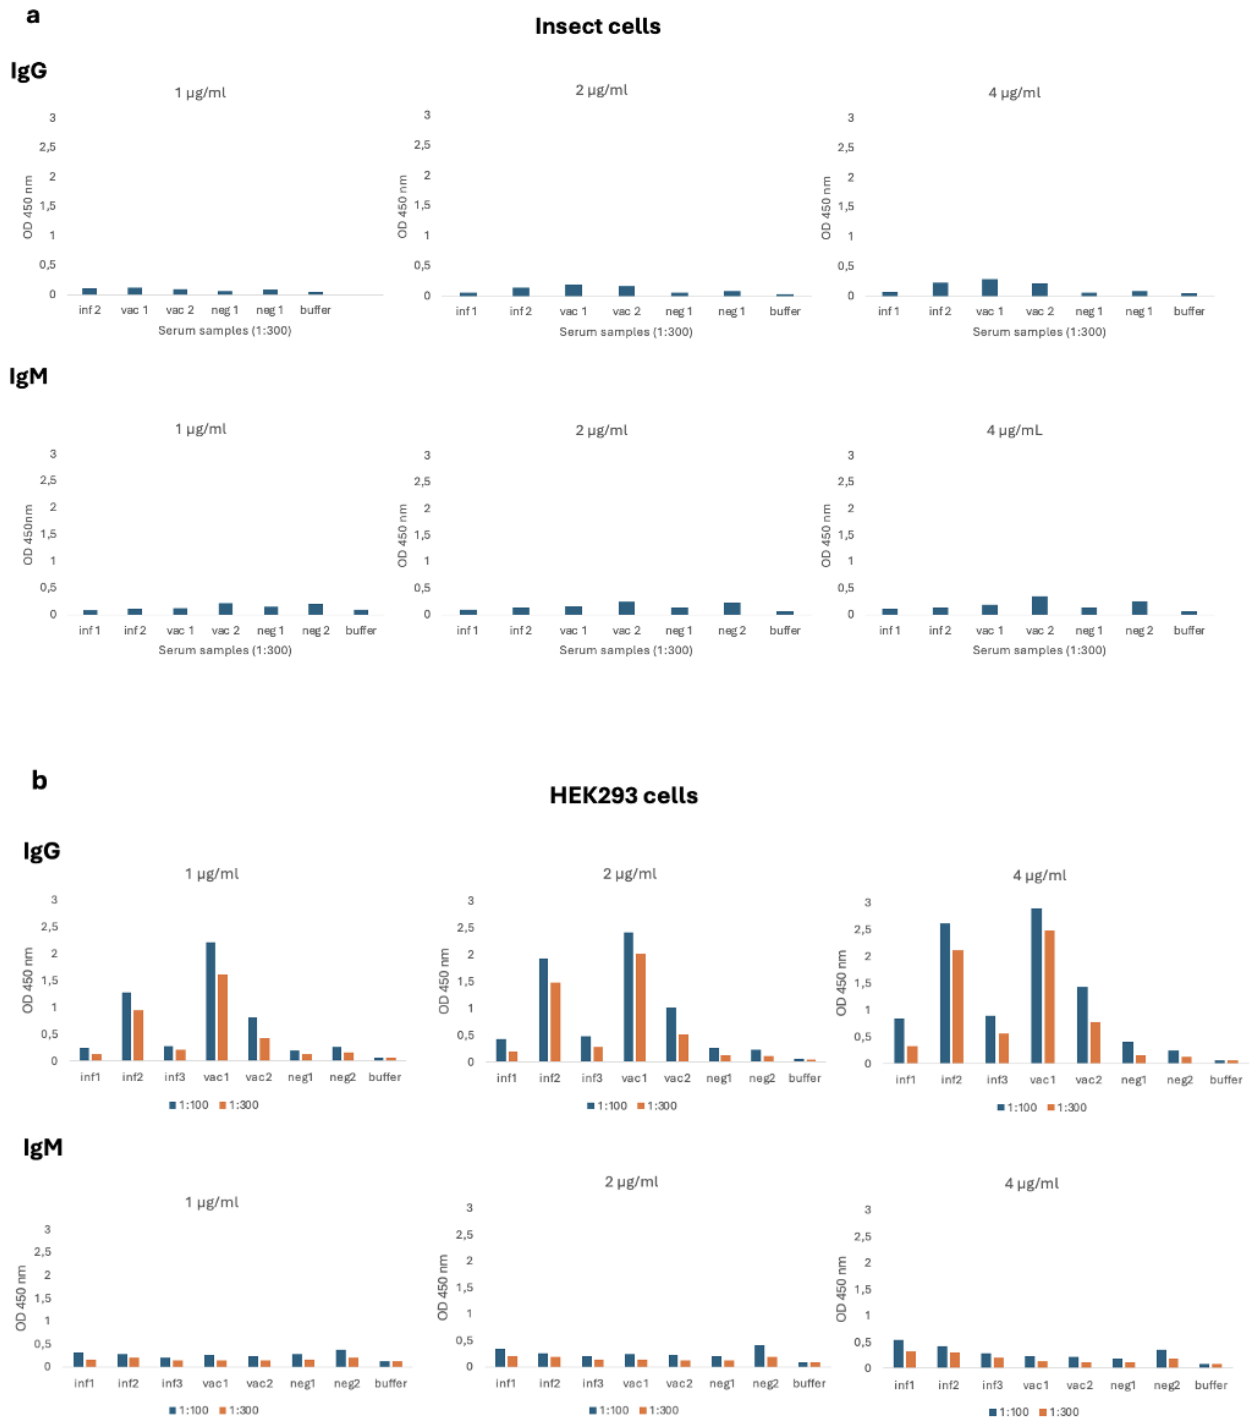 a
Insect cells
IgG
1 µg/ml
3
2,5
2
1,5
1
0,5
0
OD 450 nm
inf 2 vac 1 vac 2 neg 1 neg 1 buffer
Serum samples (1:300)
2 µg/ml
3
2,5
2
1,5
1
0,5
0
OD 450 nm
inf 1 inf 2 vac 1 vac 2 neg 1 neg 1 buffer
Serum samples (1:300)
4 µg/ml
3
2,5
2
1,5
1
0,5
0
OD 450 nm
inf 1 inf 2 vac 1 vac 2 neg 1 neg 1 buffer
Serum samples (1:300)
IgM
1 µg/ml
3
2,5
2
1,5
1
0,5
0
OD 450nm
inf 1 inf 2 vac 1 vac 2 neg 1 neg 2 buffer
Serum samples (1:300)
2 µg/ml
3
2,5
2
1,5
1
0,5
0
OD 450 nm
inf 1 inf 2 vac 1 vac 2 neg 1 neg 2 buffer
Serum samples (1:300)
4 µg/mL
3
2,5
2
1,5
1
0,5
0
OD 450 nm
inf 1 inf 2 vac 1 vac 2 neg 1 neg 2 buffer
Serum samples (1:300)
b
HEK293 cells
IgG
1 µg/ml
3
2,5
2
1,5
1
0,5
0
OD 450 nm
inf1 inf2 inf3 vac1 vac2 neg1 neg2 buffer
1:100 1:300
2 µg/ml
3
2,5
2
1,5
1
0,5
0
OD 450 nm
inf1 inf2 inf3 vac1 vac2 neg1 neg2 buffer
1:100 1:300
4 µg/ml
3
2,5
2
1,5
1
0,5
0
OD 450 nm
inf1 inf2 inf3 vac1 vac2 neg1 neg2 buffer
1:100 1:300
IgM
1 µg/ml
3
2,5
2
1,5
1
0,5
0
OD 450 nm
inf1 inf2 inf3 vac1 vac2 neg1 neg2 buffer
1:100 1:300
2 µg/ml
3
2,5
2
1,5
1
0,5
0
OD 450 nm
inf1 inf2 inf3 vac1 vac2 neg1 neg2 buffer
1:100 1:300
4 µg/ml
3
2,5
2
1,5
1
0,5
0
OD 450 nm
inf1 inf2 inf3 vac1 vac2 neg1 neg2 buffer
1:100 1:300